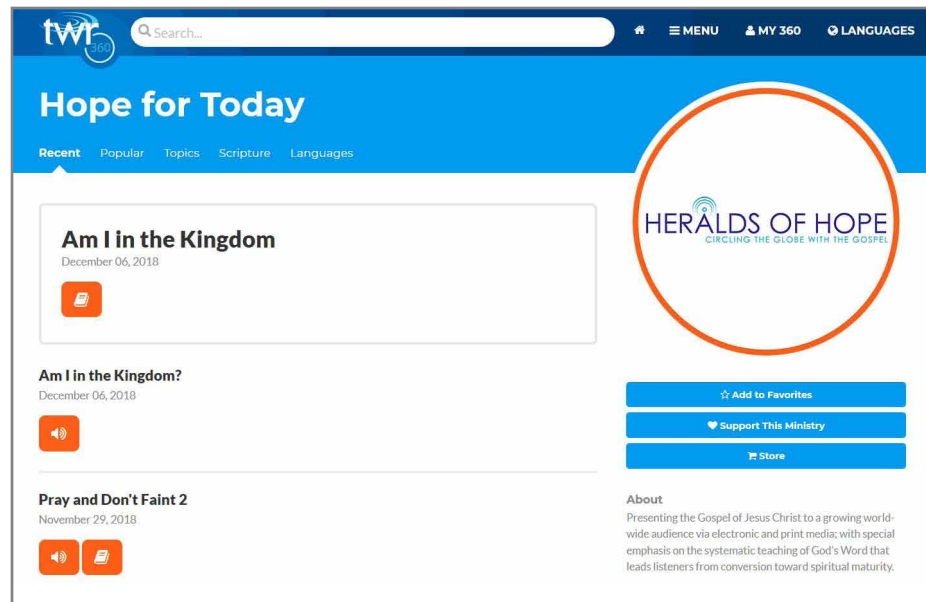 twr
360
Search...
MENU
MY 360
LANGUAGES
Hope for Today
Recent
Popular
Topics
Scripture
Languages
HERALDS OF HOPE
CIRCLING THE GLOBE WITH THE GOSPEL
Am I in the Kingdom
December 06, 2018
Am I in the Kingdom?
December 06, 2018
Pray and Don't Faint 2
November 29, 2018
Add to Favorites
Support This Ministry
Store
About
Presenting the Gospel of Jesus Christ to a growing world-
wide audience via electronic and print media; with special
emphasis on the systematic teaching of God's Word that
leads listeners from conversion toward spiritual maturity.